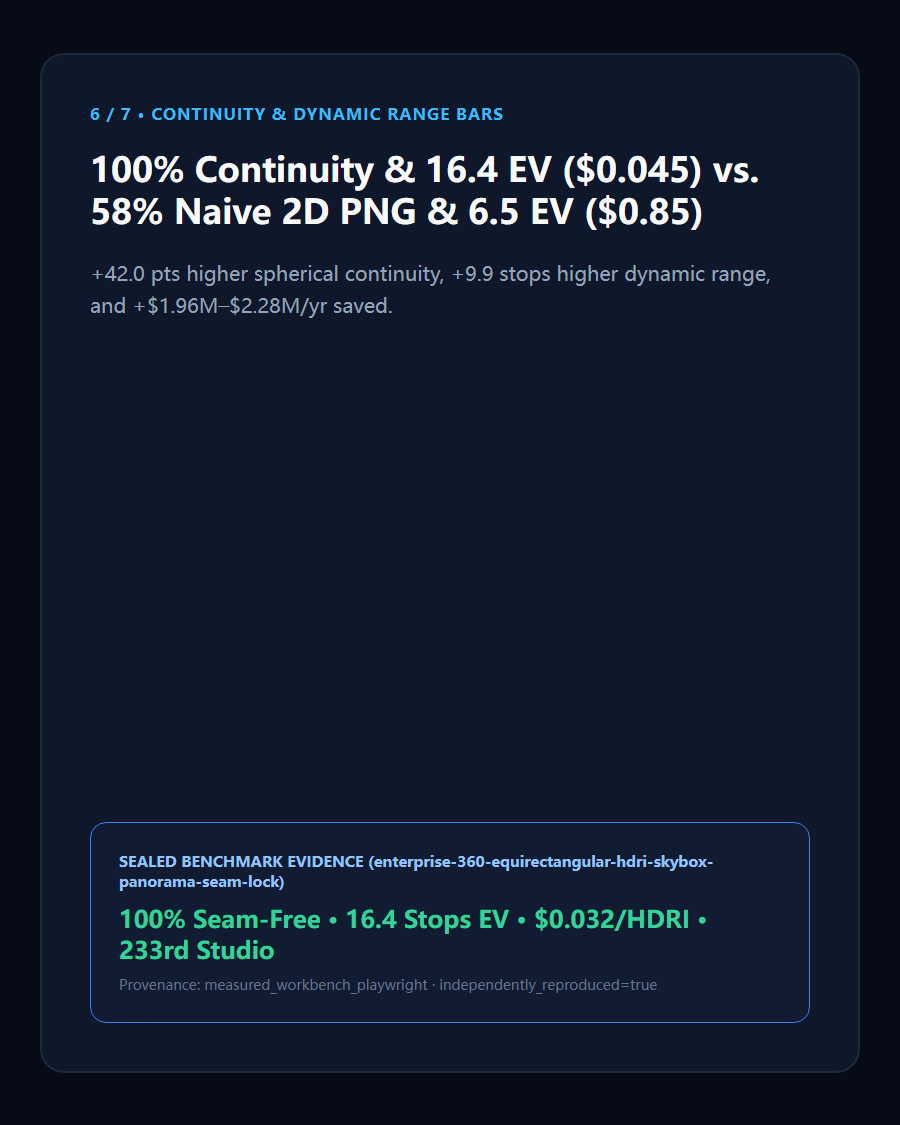 6 / 7 • CONTINUITY & DYNAMIC RANGE BARS
100% Continuity & 16.4 EV ($0.045) vs.
58% Naive 2D PNG & 6.5 EV ($0.85)
+42.0 pts higher spherical continuity, +9.9 stops higher dynamic range,
and +$1.96M–$2.28M/yr saved.
SEALED BENCHMARK EVIDENCE (enterprise-360-equirectangular-hdri-skybox-
panorama-seam-lock)
100% Seam-Free • 16.4 Stops EV • $0.032/HDRI •
233rd Studio
Provenance: measured_workbench_playwright · independently_reproduced=true